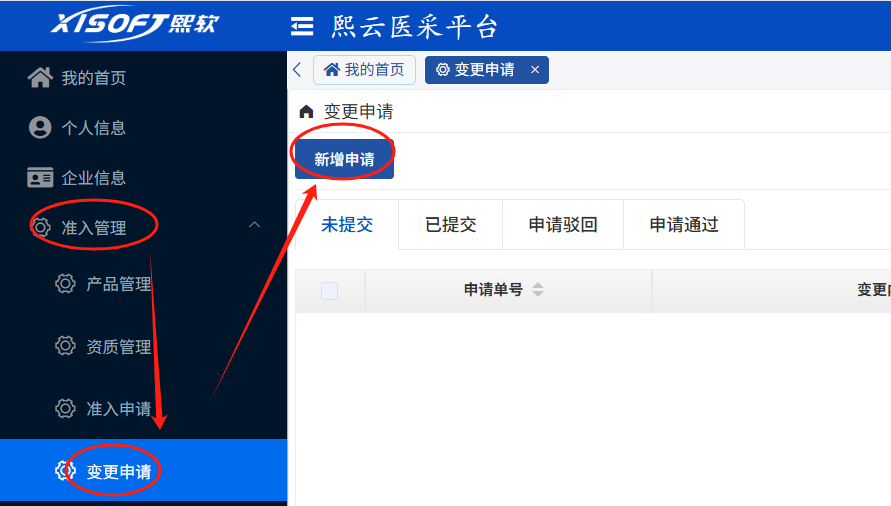 XISOFT熙软
熙云医采平台
我的首页
个人信息
企业信息
准入管理
产品管理
资质管理
准入申请
变更申请
我的首页 变更申请 ×
变更申请
新增申请
未提交 已提交 申请驳回 申请通过
申请单号 变更